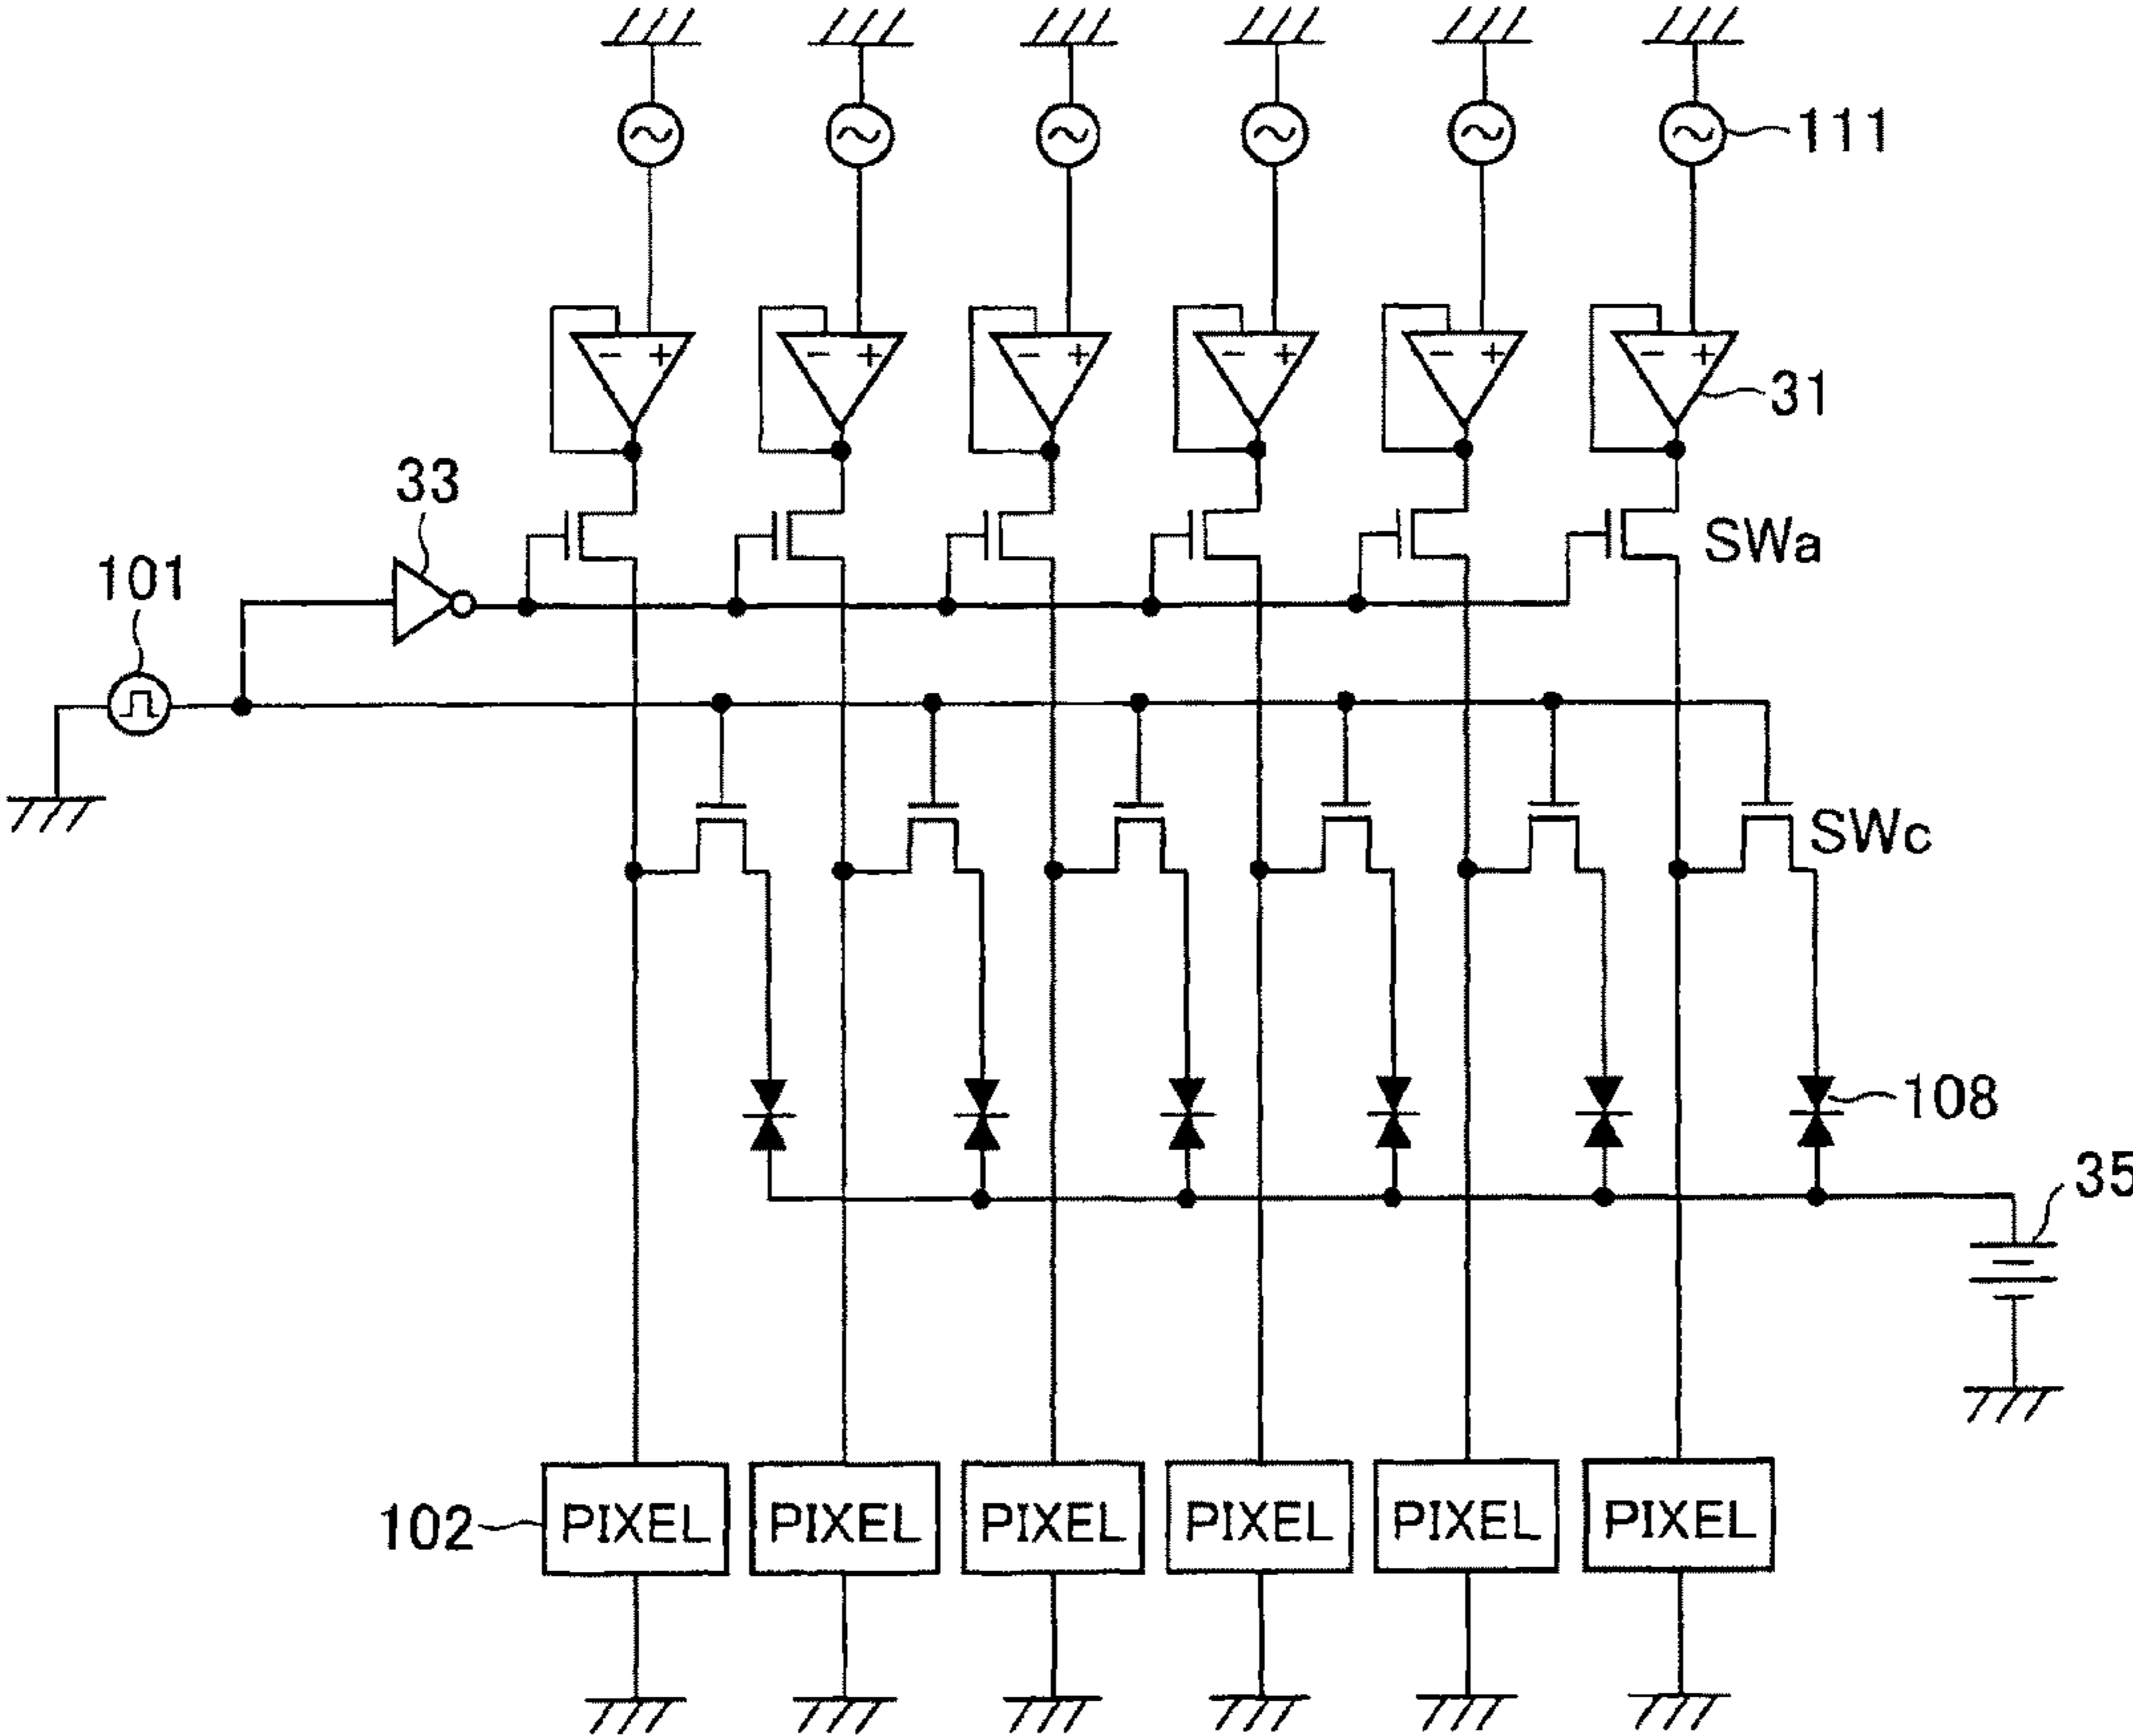 111
− +
− +
− +
− +
− +
− +
31
33
SWa
101
SWc
108
35
102
PIXEL
PIXEL
PIXEL
PIXEL
PIXEL
PIXEL